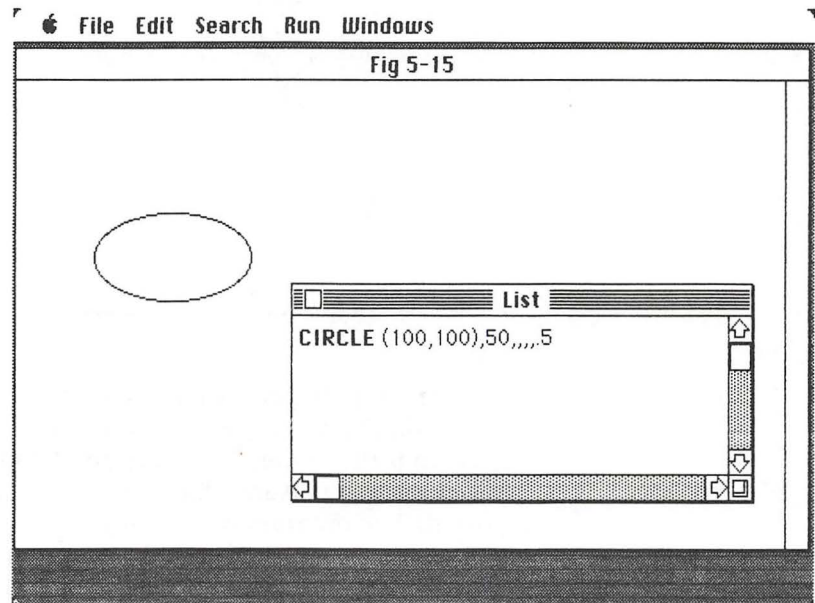 File Edit Search Run Windows
Fig 5-15
List
CIRCLE (100,100),50,,,,.5